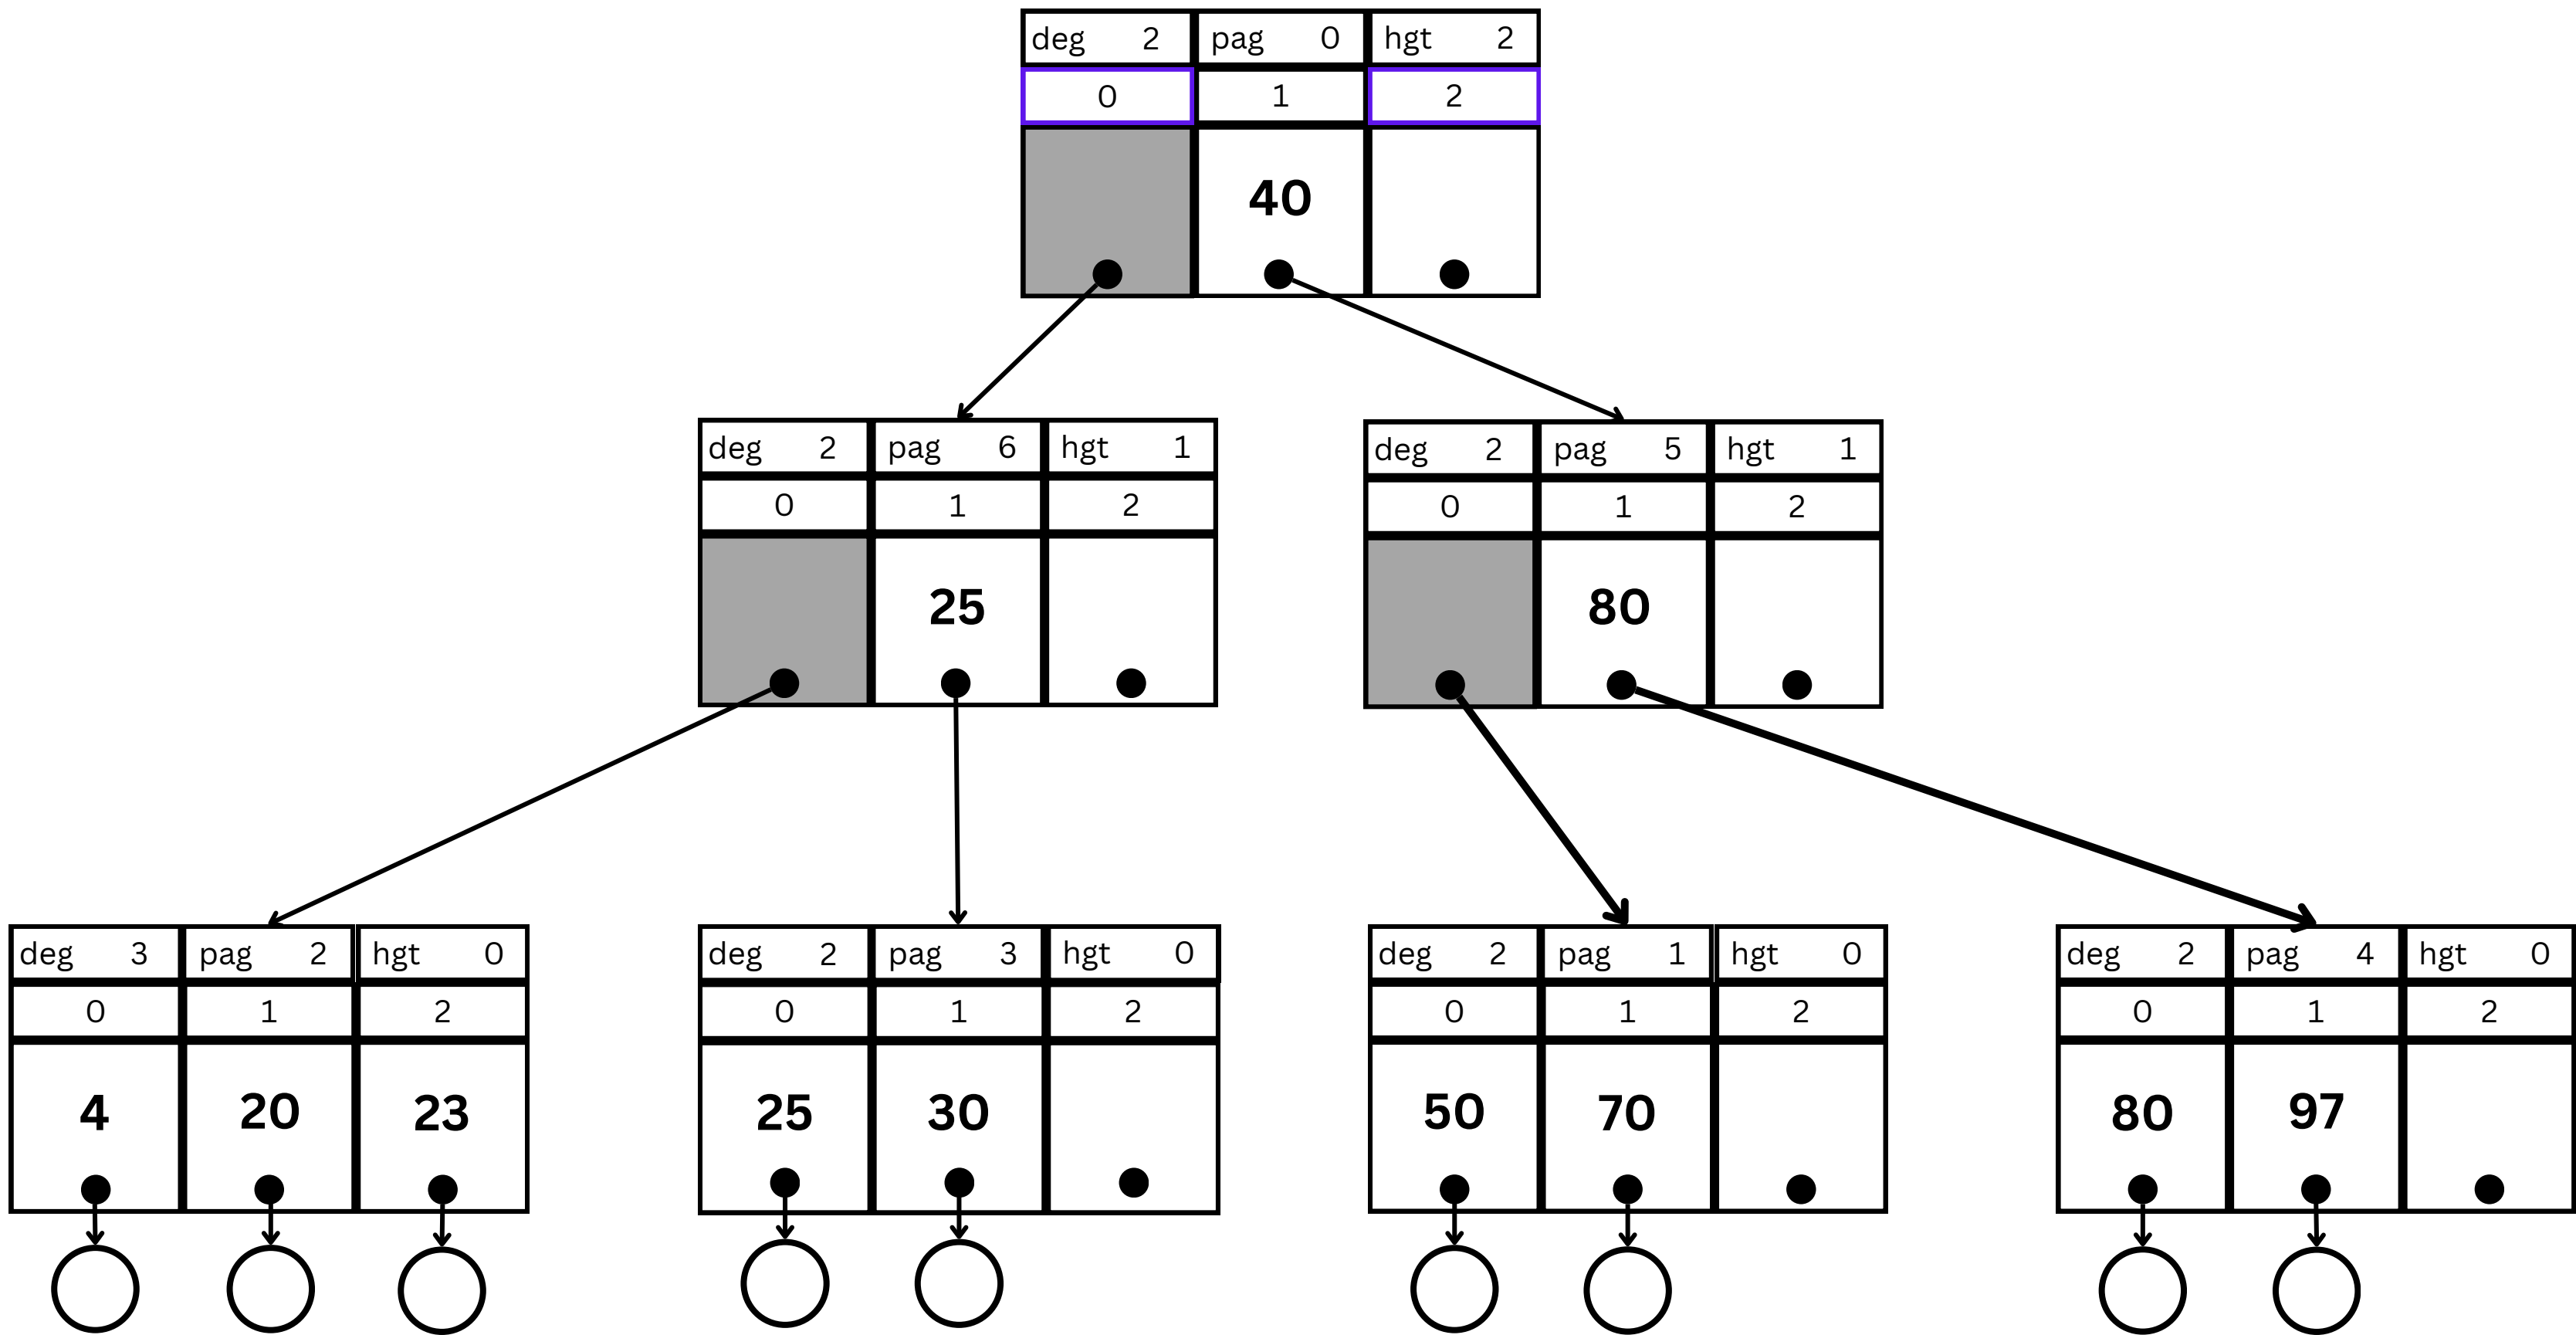 deg 2 pag 0 hgt 2
0 1 2
40
deg 2 pag 6 hgt 1
0 1 2
25
deg 2 pag 5 hgt 1
0 1 2
80
deg 3 pag 2 hgt 0
0 1 2
4 20 23
deg 2 pag 3 hgt 0
0 1 2
25 30
deg 2 pag 1 hgt 0
0 1 2
50 70
deg 2 pag 4 hgt 0
0 1 2
80 97